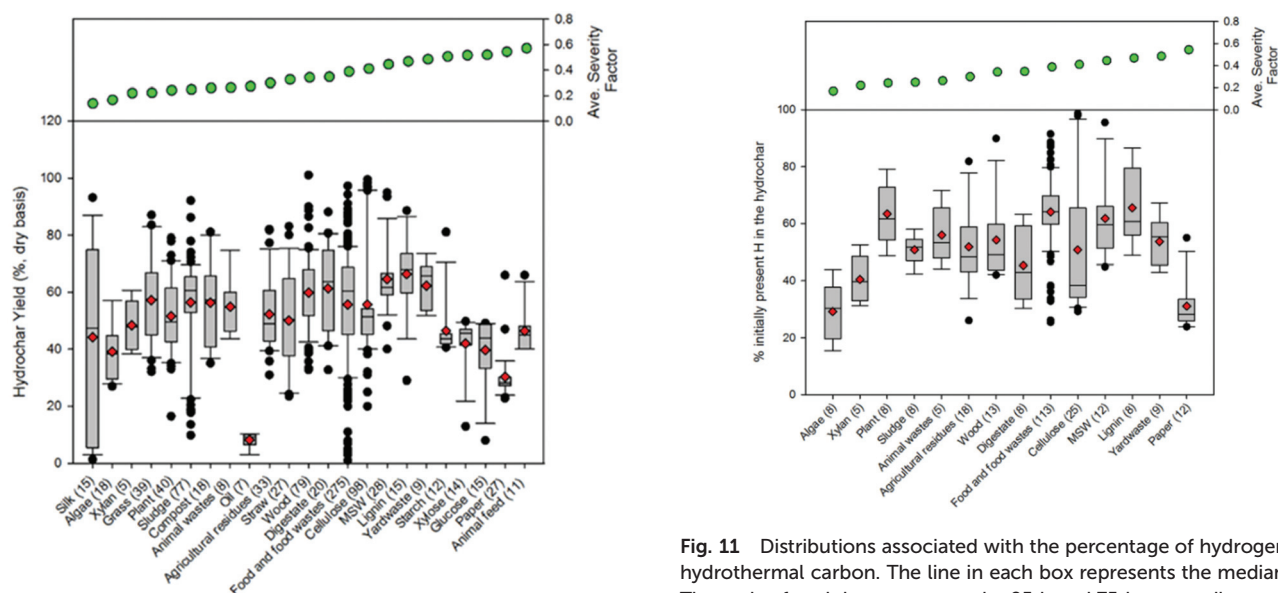 0.8
0.6
0.4
0.2
0.0
Ave. Severity
Factor
120
100
80
60
40
20
0
Hydrochar Yield (%, dry basis)
Silk (15)
Algae (18)
Xylan (5)
Grass (39)
Plant (40)
Sludge (77)
Compost (18)
Animal wastes (8)
Oil (7)
Agricultural residues (33)
Straw (27)
Wood (79)
Digestate (20)
Food and food wastes (275)
Cellulose (98)
MSW (28)
Lignin (15)
Yardwaste (9)
Starch (12)
Xylose (14)
Glucose (15)
Paper (27)
Animal feed (11)
0.8
0.6
0.4
0.2
0.0
Ave. Severity
Factor
100
80
60
40
20
0
% initially present H in the hydrochar
Algae (8)
Xylan (5)
Plant (8)
Sludge (8)
Animal wastes (5)
Agricultural residues (18)
Wood (13)
Digestate (8)
Food and food wastes (113)
Cellulose (25)
MSW (12)
Lignin (8)
Yardwaste (9)
Paper (12)
Fig. 11 Distributions associated with the percentage of hydrogen
hydrothermal carbon. The line in each box represents the median